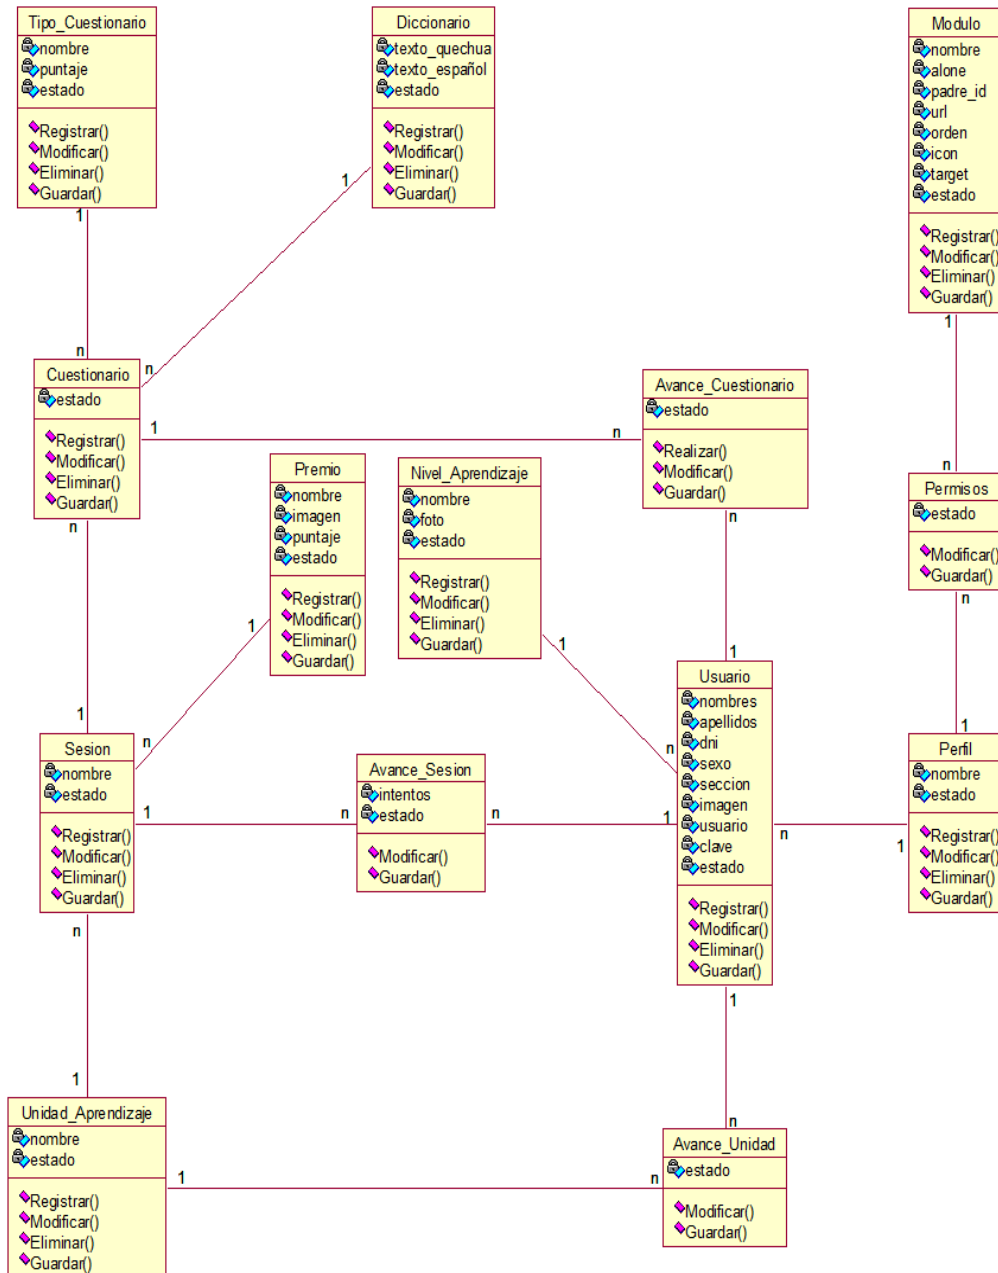 Tipo_Cuestionario
nombre
puntaje
estado
Registrar()
Modificar()
Eliminar()
Guardar()
1
n
Diccionario
texto_quechua
texto_español
estado
Registrar()
Modificar()
Eliminar()
Guardar()
1
n
Modulo
nombre
alone
padre_id
url
orden
icon
target
estado
Registrar()
Modificar()
Eliminar()
Guardar()
1
n
Cuestionario
estado
Registrar()
Modificar()
Eliminar()
Guardar()
1
n
n
1
Avance_Cuestionario
estado
Realizar()
Modificar()
Guardar()
n
1
Premio
nombre
imagen
puntaje
estado
Registrar()
Modificar()
Eliminar()
Guardar()
1
n
Nivel_Aprendizaje
nombre
foto
estado
Registrar()
Modificar()
Eliminar()
Guardar()
1
n
Permisos
estado
Modificar()
Guardar()
n
1
Sesion
nombre
estado
Registrar()
Modificar()
Eliminar()
Guardar()
1
n
n
1
Avance_Sesion
intentos
estado
Modificar()
Guardar()
n
1
Usuario
nombres
apellidos
dni
sexo
seccion
imagen
usuario
clave
estado
Registrar()
Modificar()
Eliminar()
Guardar()
n
1
1
n
Perfil
nombre
estado
Registrar()
Modificar()
Eliminar()
Guardar()
Unidad_Aprendizaje
nombre
estado
Registrar()
Modificar()
Eliminar()
Guardar()
1
n
Avance_Unidad
estado
Modificar()
Guardar()